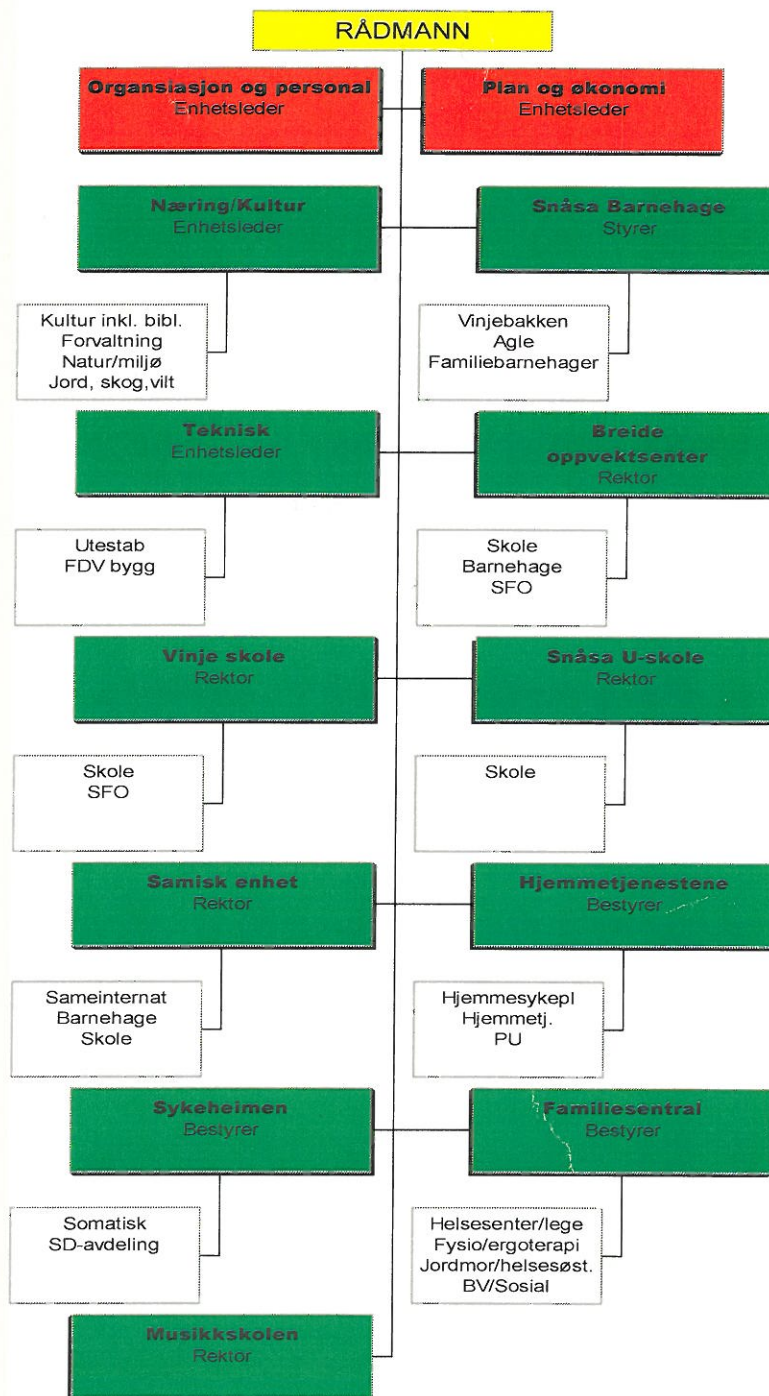 RÅDMANN
Organsiasjon og personal
Enhetsleder
Plan og økonomi
Enhetsleder
Næring/Kultur
Enhetsleder
Snåsa Barnehage
Styrer
Kultur inkl. bibl.
Forvaltning
Natur/miljø
Jord, skog,vilt
Vinjebakken
Agle
Familiebarnehager
Teknisk
Enhetsleder
Breide
oppvektsenter
Rektor
Utestab
FDV bygg
Skole
Barnehage
SFO
Vinje skole
Rektor
Snåsa U-skole
Rektor
Skole
SFO
Skole
Samisk enhet
Rektor
Hjemmetjenestene
Bestyrer
Sameinternat
Barnehage
Skole
Hjemmesykepl
Hjemmetj.
PU
Sykeheimen
Bestyrer
Familiesentral
Bestyrer
Somatisk
SD-avdeling
Helsesenter/lege
Fysio/ergoterapi
Jordmor/helsesøst.
BV/Sosial
Musikkskolen
Rektor